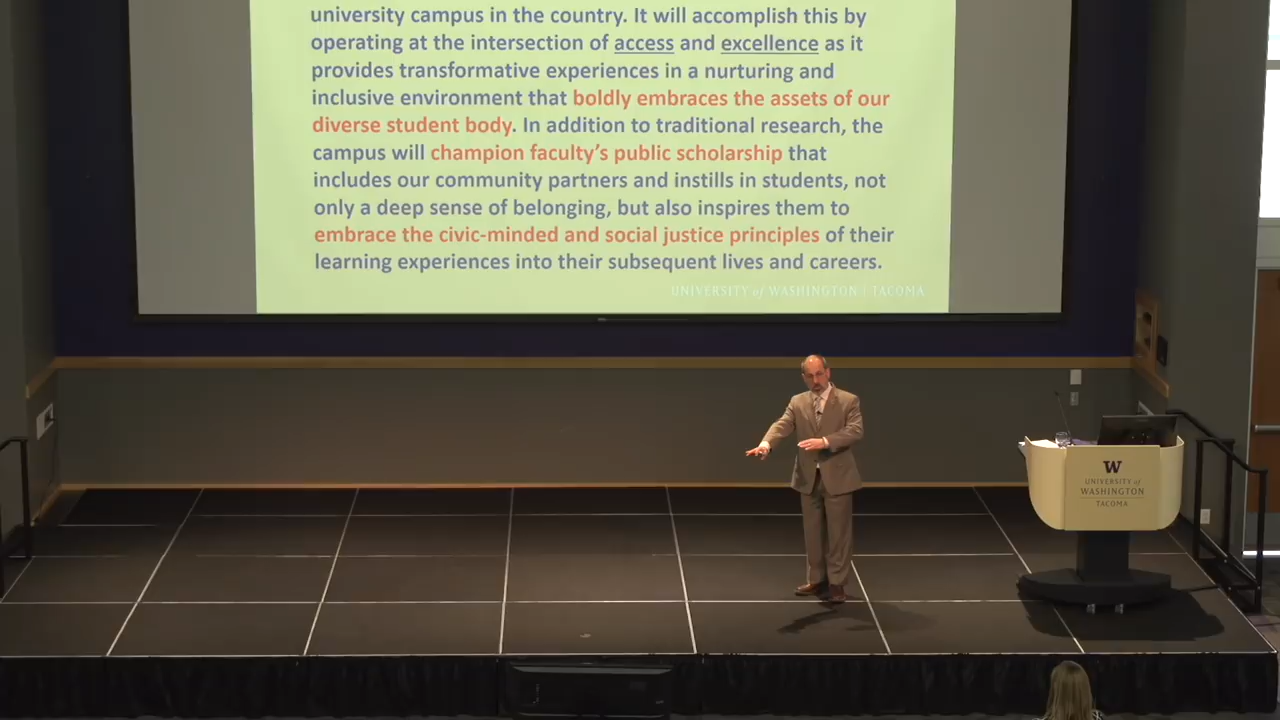 university campus in the country. It will accomplish this by
operating at the intersection of access and excellence as it
provides transformative experiences in a nurturing and
inclusive environment that boldly embraces the assets of our
diverse student body. In addition to traditional research, the
campus will champion faculty's public scholarship that
includes our community partners and instills in students, not
only a deep sense of belonging, but also inspires them to
embrace the civic-minded and social justice principles of their
learning experiences into their subsequent lives and careers.
UNIVERSITY of WASHINGTON | TACOMA
W
UNIVERSITY of
WASHINGTON
TACOMA